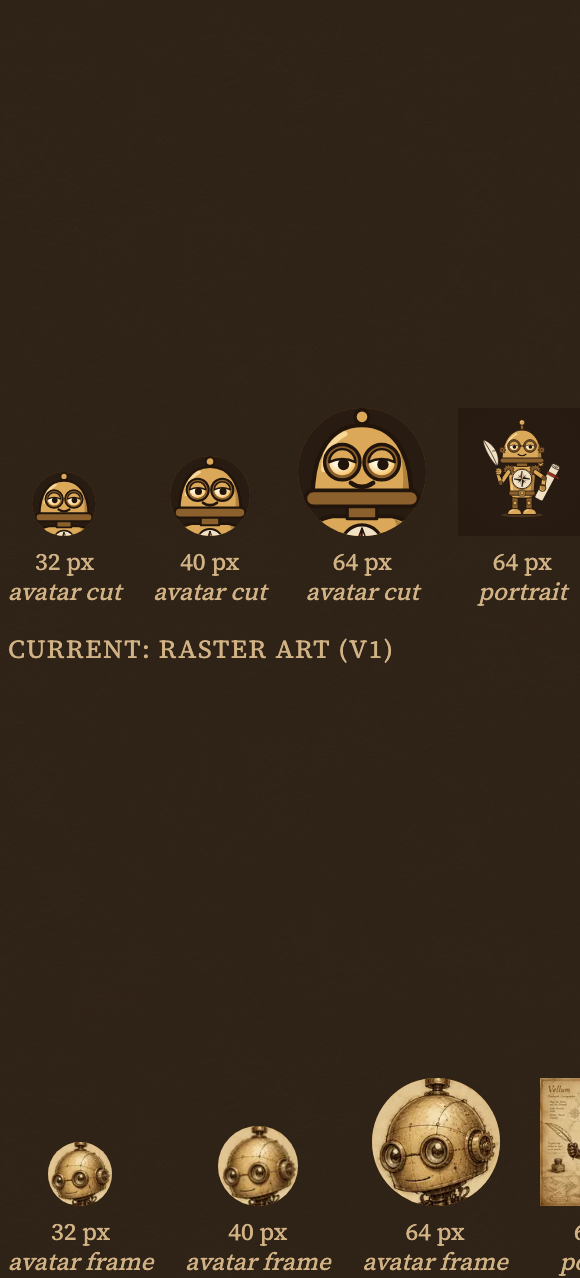 32 px 40 px 64 px 64 px
avatar cut avatar cut avatar cut portrait
CURRENT: RASTER ART (V1)
Vellum
32 px 40 px 64 px
avatar frame avatar frame avatar frame